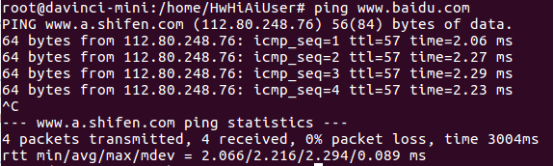 root@davinci-mini:/home/HwHiAiUser# ping www.baidu.com
PING www.a.shifen.com (112.80.248.76) 56(84) bytes of data.
64 bytes from 112.80.248.76: icmp_seq=1 ttl=57 time=2.06 ms
64 bytes from 112.80.248.76: icmp_seq=2 ttl=57 time=2.27 ms
64 bytes from 112.80.248.76: icmp_seq=3 ttl=57 time=2.29 ms
64 bytes from 112.80.248.76: icmp_seq=4 ttl=57 time=2.23 ms
^C
--- www.a.shifen.com ping statistics ---
4 packets transmitted, 4 received, 0% packet loss, time 3004ms
rtt min/avg/max/mdev = 2.066/2.216/2.294/0.089 ms